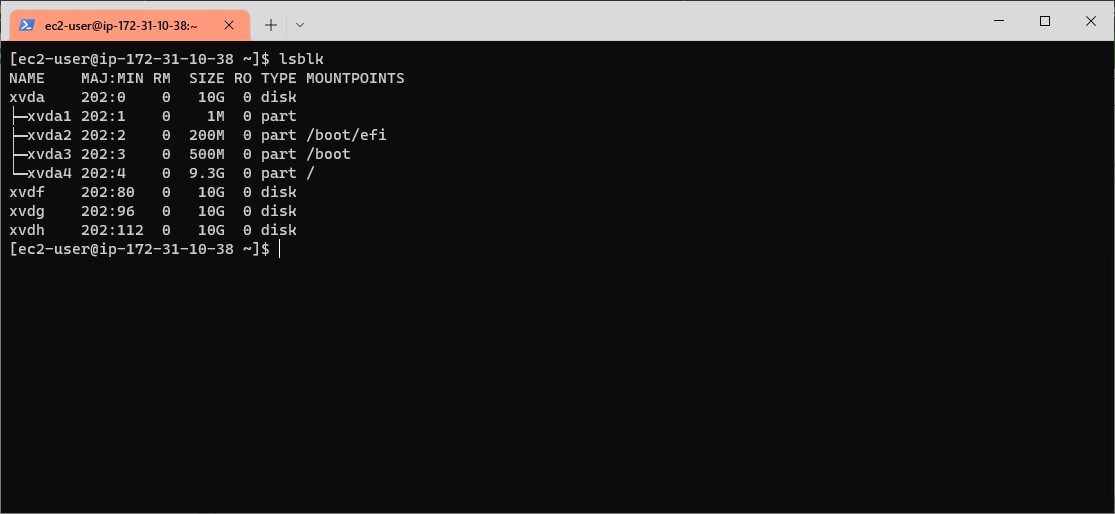 ec2-user@ip-172-31-10-38:~
[ec2-user@ip-172-31-10-38 ~]$ lsblk
NAME    MAJ:MIN RM  SIZE RO TYPE MOUNTPOINTS
xvda    202:0    0   10G  0 disk
├─xvda1 202:1    0    1M  0 part
├─xvda2 202:2    0  200M  0 part /boot/efi
├─xvda3 202:3    0  500M  0 part /boot
└─xvda4 202:4    0  9.3G  0 part /
xvdf    202:80   0   10G  0 disk
xvdg    202:96   0   10G  0 disk
xvdh    202:112  0   10G  0 disk
[ec2-user@ip-172-31-10-38 ~]$